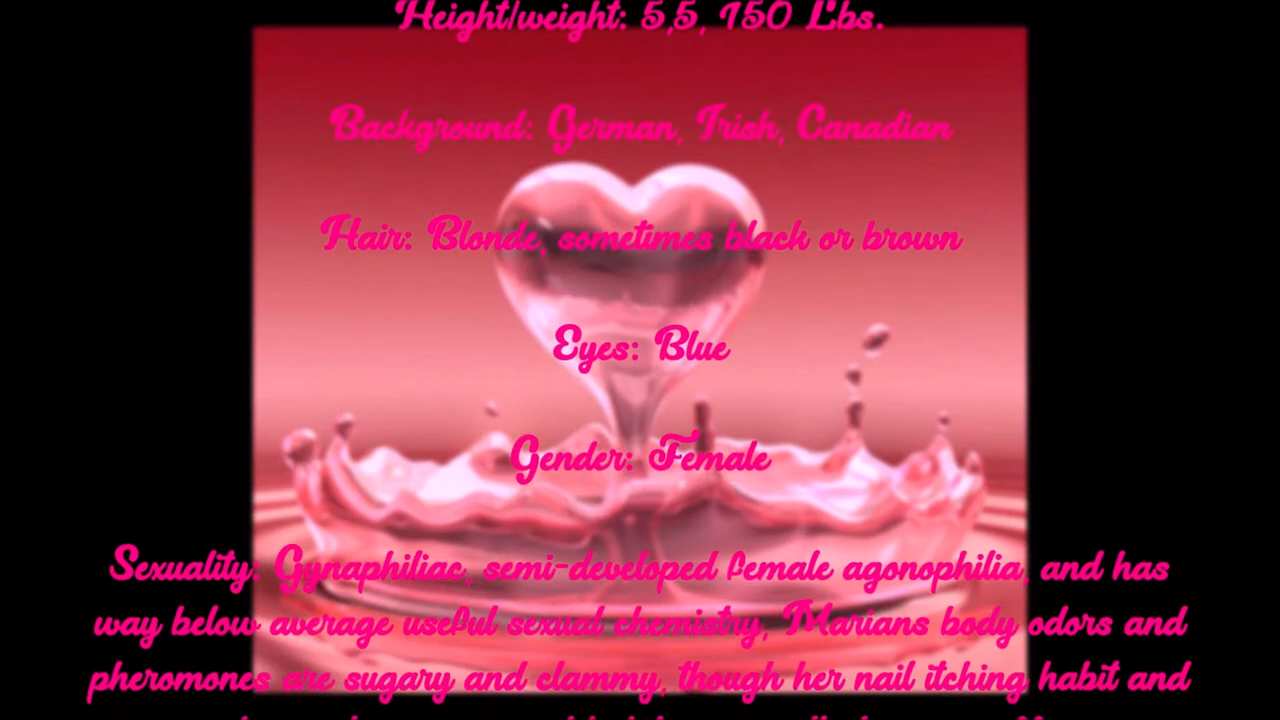 Height/weight: 5,5, 150 Lbs.
Background: German, Irish, Canadian
Hair: Blonde, sometimes black or brown
Eyes: Blue
Gender: Female
Sexuality: Gynaphiliac, semi-developed female agonophilia, and has
way below average useful sexual chemistry, Marians body odors and
pheromones are sugary and clammy, though her nail itching habit and